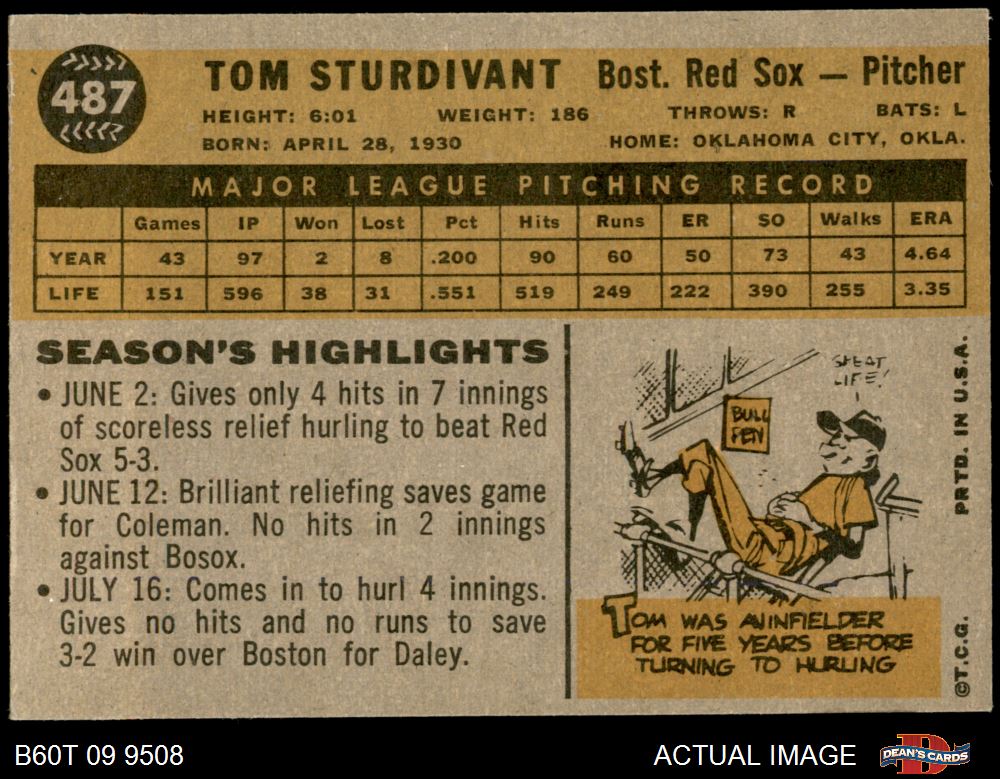 487
TOM STURDIVANT Bost. Red Sox — Pitcher
HEIGHT: 6:01 WEIGHT: 186 THROWS: R BATS: L
BORN: APRIL 28, 1930 HOME: OKLAHOMA CITY, OKLA.
MAJOR LEAGUE PITCHING RECORD
Games IP Won Lost Pct Hits Runs ER SO Walks ERA
YEAR 43 97 2 8 .200 90 60 50 73 43 4.64
LIFE 151 596 38 31 .551 519 249 222 390 255 3.35
SEASON'S HIGHLIGHTS
• JUNE 2: Gives only 4 hits in 7 innings
of scoreless relief hurling to beat Red
Sox 5-3.
• JUNE 12: Brilliant reliefing saves game
for Coleman. No hits in 2 innings
against Bosox.
• JULY 16: Comes in to hurl 4 innings.
Gives no hits and no runs to save
3-2 win over Boston for Daley.
LIFE!
BULL
PEN
TOM WAS AN INFIELDER
FOR FIVE YEARS BEFORE
TURNING TO HURLING
©T.C.G. PRTD. IN U.S.A.
B60T 09 9508
ACTUAL IMAGE
DEAN'S CARDS